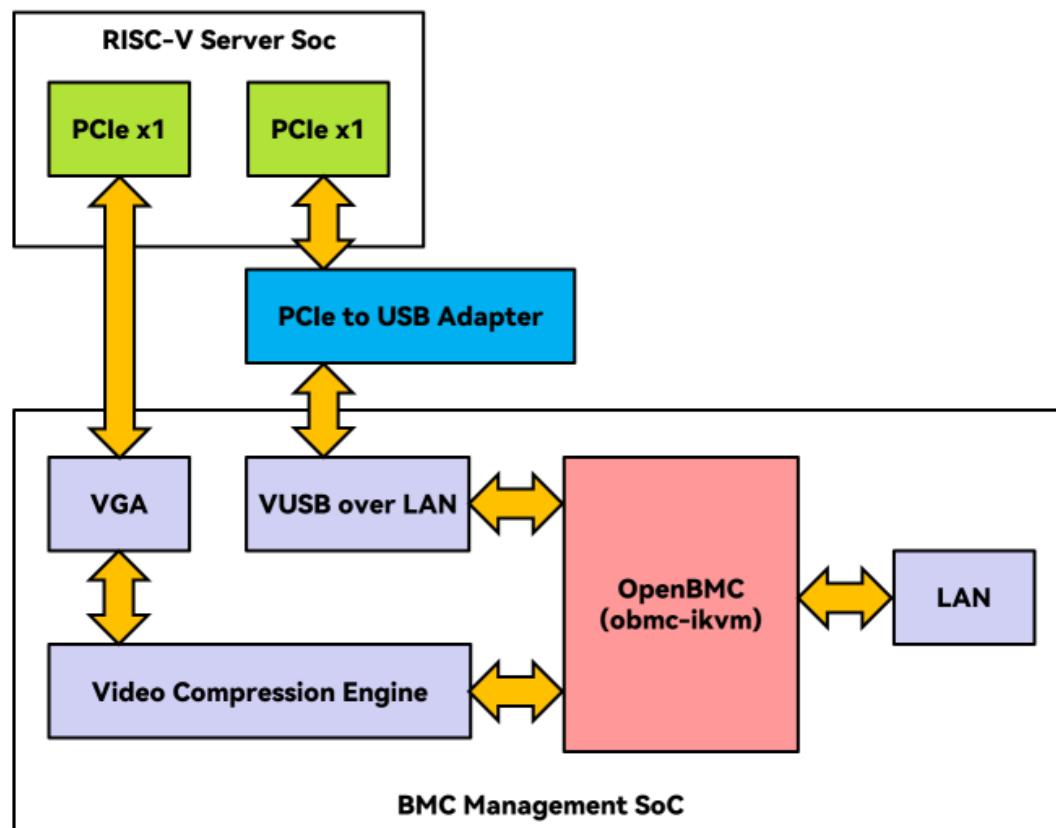 RISC-V Server Soc
PCIe x1
PCIe x1
PCIe to USB Adapter
VGA
VUSB over LAN
OpenBMC
(obmc-ikvm)
LAN
Video Compression Engine
BMC Management SoC